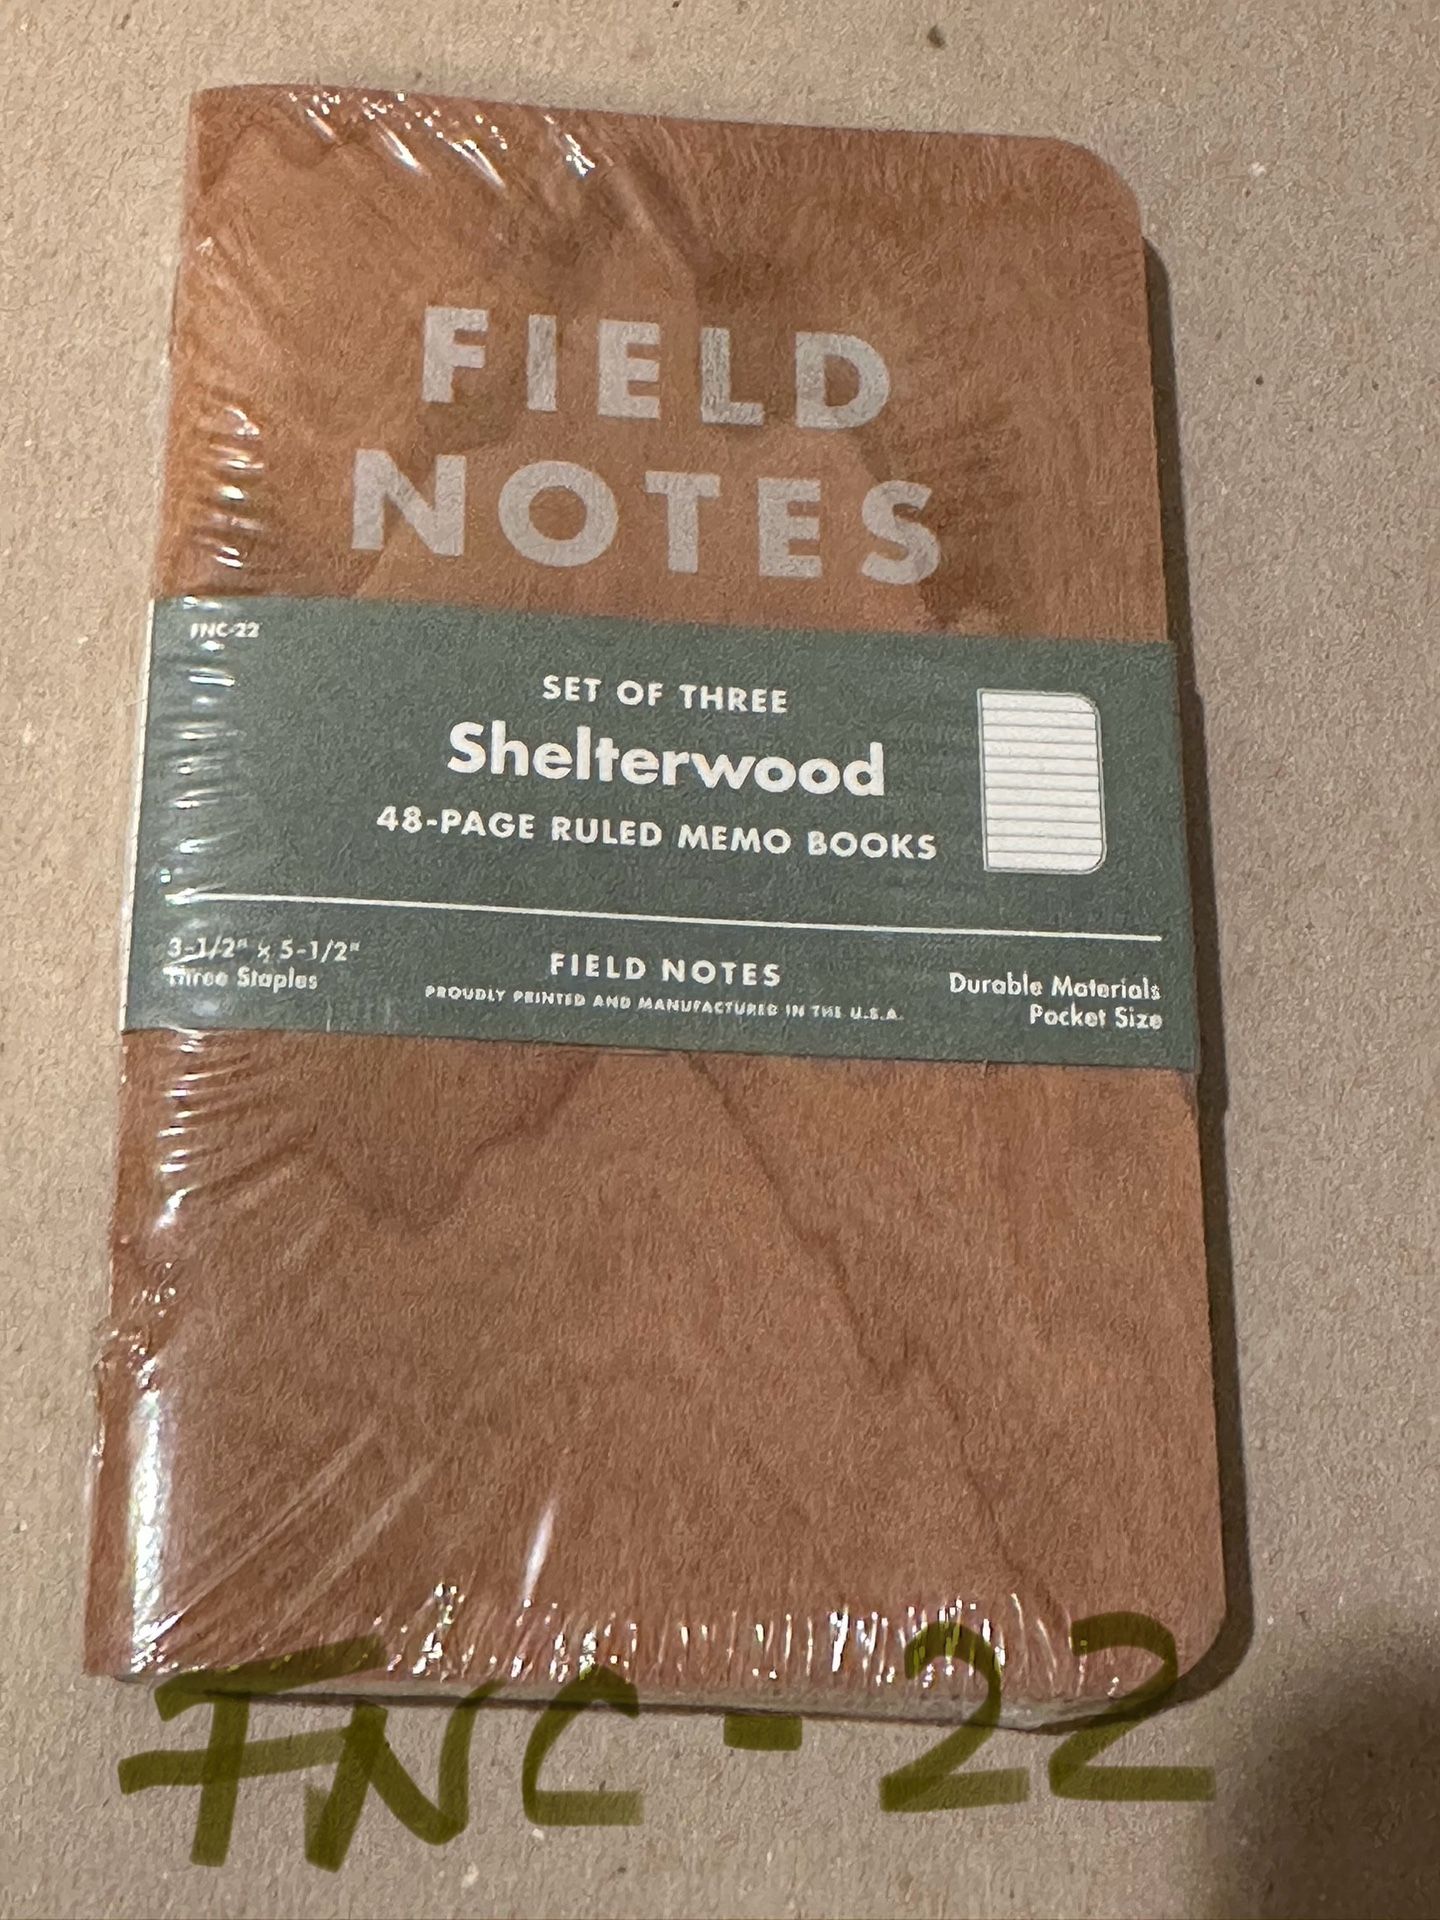 FIELD
NOTES
FNC-22
SET OF THREE
Shelterwood
48-PAGE RULED MEMO BOOKS
3-1/2" x 5-1/2"
Three Staples
FIELD NOTES
PROUDLY PRINTED AND MANUFACTURED IN THE U.S.A.
Durable Materials
Pocket Size
FNC-22